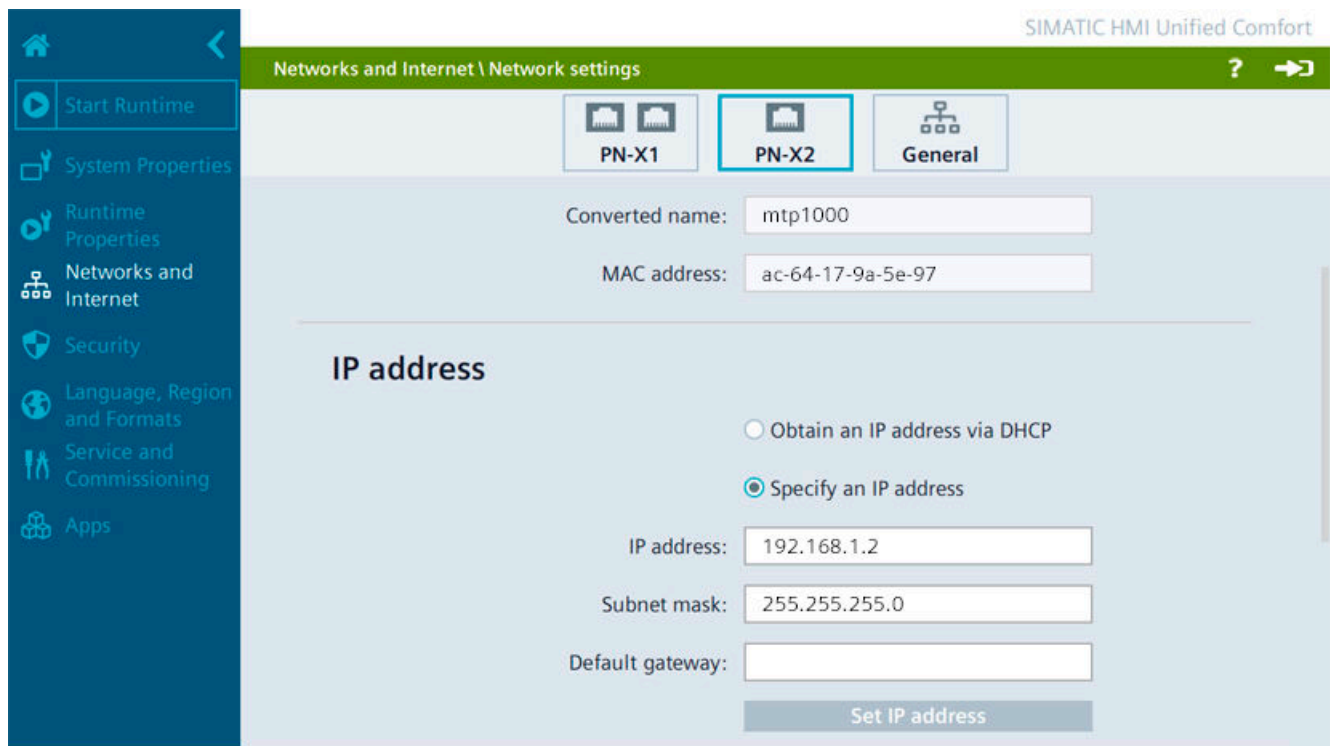 SIMATIC HMI Unified Comfort
Networks and Internet \ Network settings ?
Start Runtime
System Properties
Runtime
Properties
Networks and
Internet
Security
Language, Region
and Formats
Service and
Commissioning
Apps
PN-X1 PN-X2 General
Converted name: mtp1000
MAC address: ac-64-17-9a-5e-97
IP address
Obtain an IP address via DHCP
Specify an IP address
IP address: 192.168.1.2
Subnet mask: 255.255.255.0
Default gateway:
Set IP address